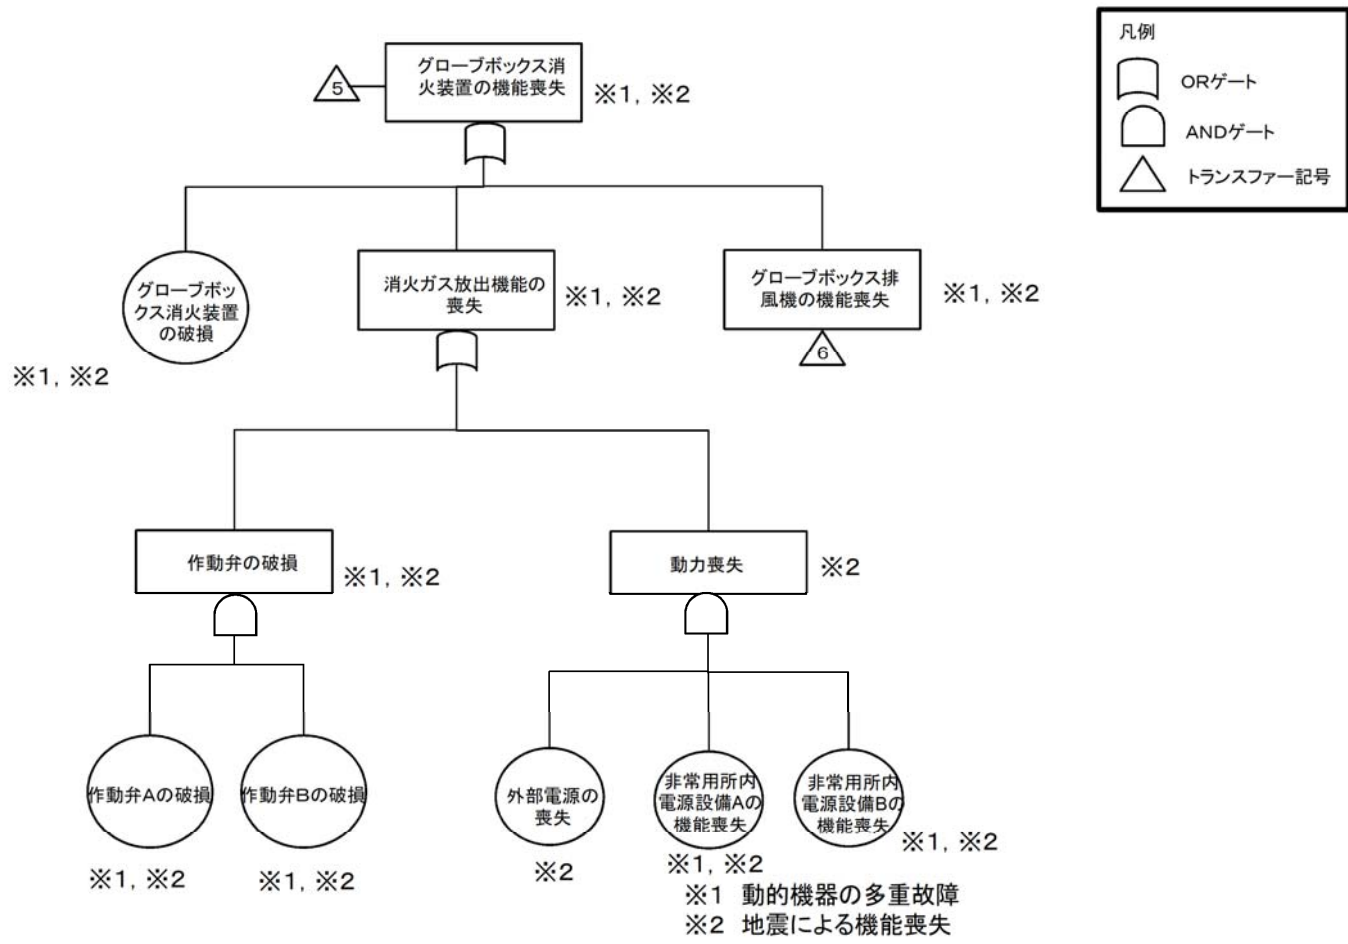 凡例
ORゲート
ANDゲート
トランスファー記号
5
グローブボックス消
火装置の機能喪失
※1, ※2
グローブボッ
クス消火装置
の破損
※1, ※2
消火ガス放出機能の
喪失
※1, ※2
グローブボックス排
風機の機能喪失
※1, ※2
6
作動弁の破損
※1, ※2
動力喪失
※2
作動弁Aの破損
※1, ※2
作動弁Bの破損
※1, ※2
外部電源の
喪失
※2
非常用所内
電源設備Aの
機能喪失
※1, ※2
非常用所内
電源設備Bの
機能喪失
※1, ※2
※1 動的機器の多重故障
※2 地震による機能喪失